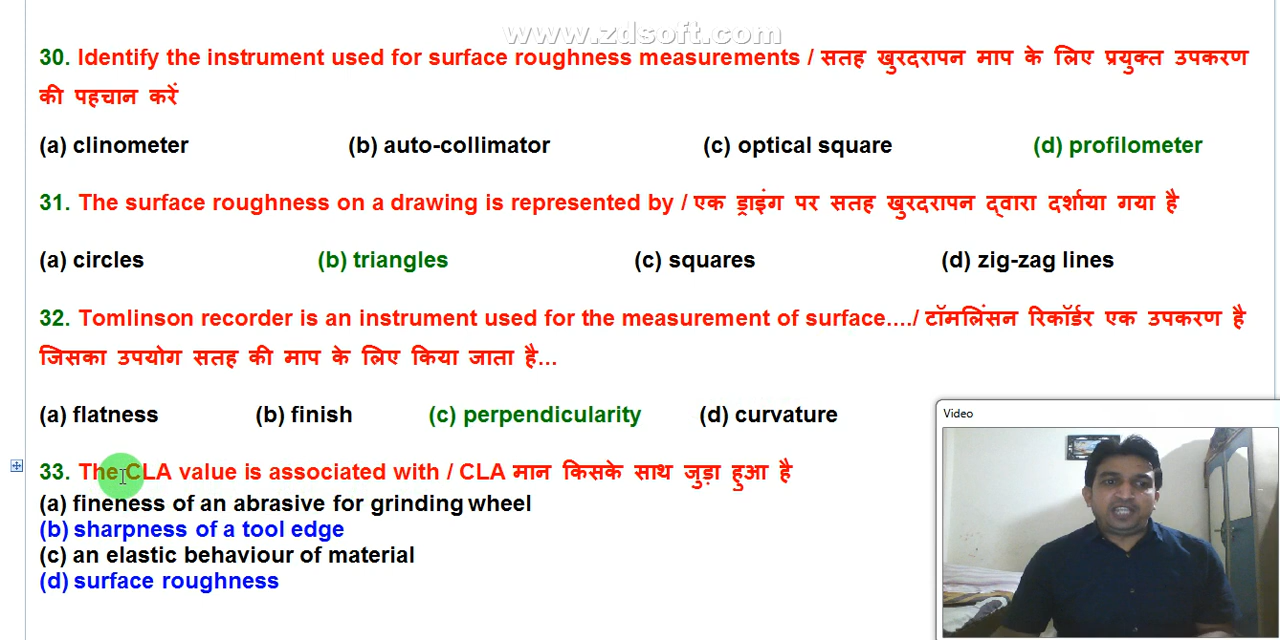 www.zdsoft.com
30. Identify the instrument used for surface roughness measurements / सतह खुरदरापन माप के लिए प्रयुक्त उपकरण
की पहचान करें
(a) clinometer (b) auto-collimator (c) optical square (d) profilometer
31. The surface roughness on a drawing is represented by / एक ड्राइंग पर सतह खुरदरापन द्वारा दर्शाया गया है
(a) circles (b) triangles (c) squares (d) zig-zag lines
32. Tomlinson recorder is an instrument used for the measurement of surface..../ टॉमलिंसन रिकॉर्डर एक उपकरण है
जिसका उपयोग सतह की माप के लिए किया जाता है...
(a) flatness (b) finish (c) perpendicularity (d) curvature
Video
33. The CLA value is associated with / CLA मान किसके साथ जुड़ा हुआ है
(a) fineness of an abrasive for grinding wheel
(b) sharpness of a tool edge
(c) an elastic behaviour of material
(d) surface roughness